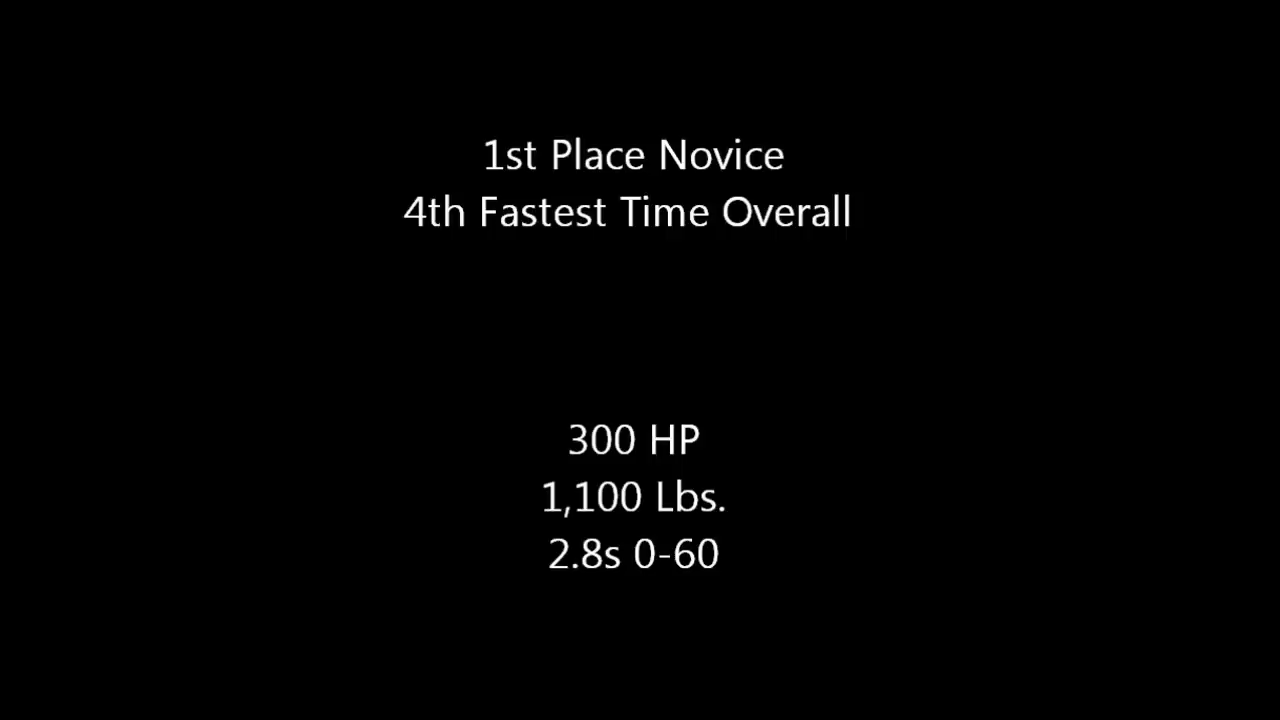 1st Place Novice
4th Fastest Time Overall
300 HP
1,100 Lbs.
2.8s 0-60